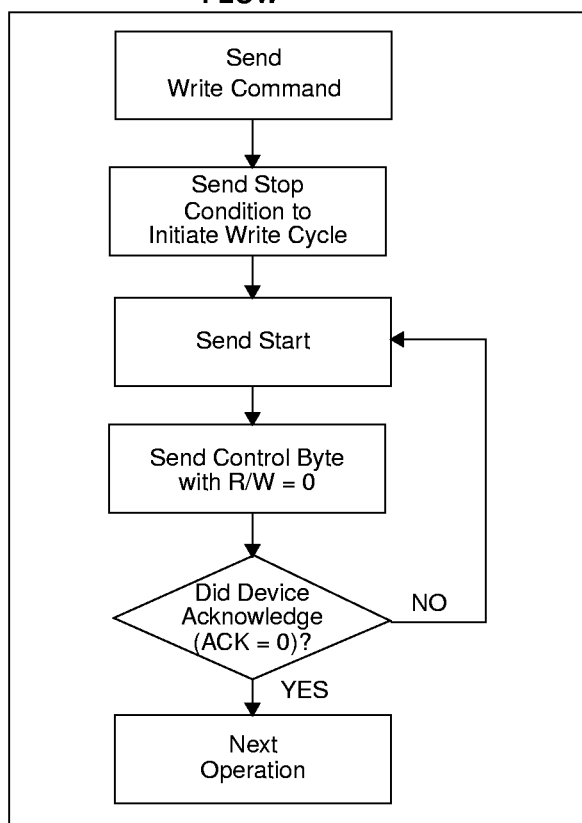 FLOW
Send
Write Command
Send Stop
Condition to
Initiate Write Cycle
Send Start
Send Control Byte
with R/W = 0
Did Device
Acknowledge
(ACK = 0)?
NO
YES
Next
Operation